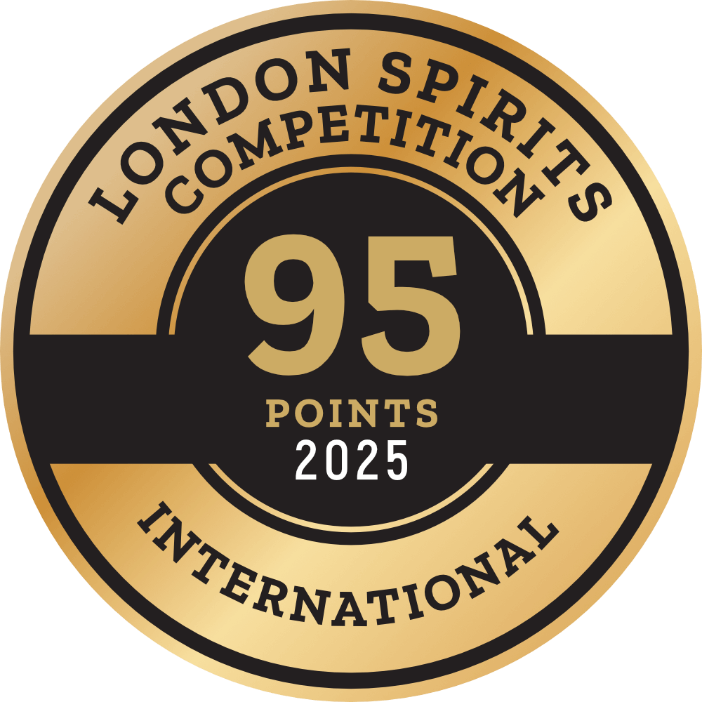 LONDON SPIRITS
COMPETITION
95
POINTS
2025
INTERNATIONAL